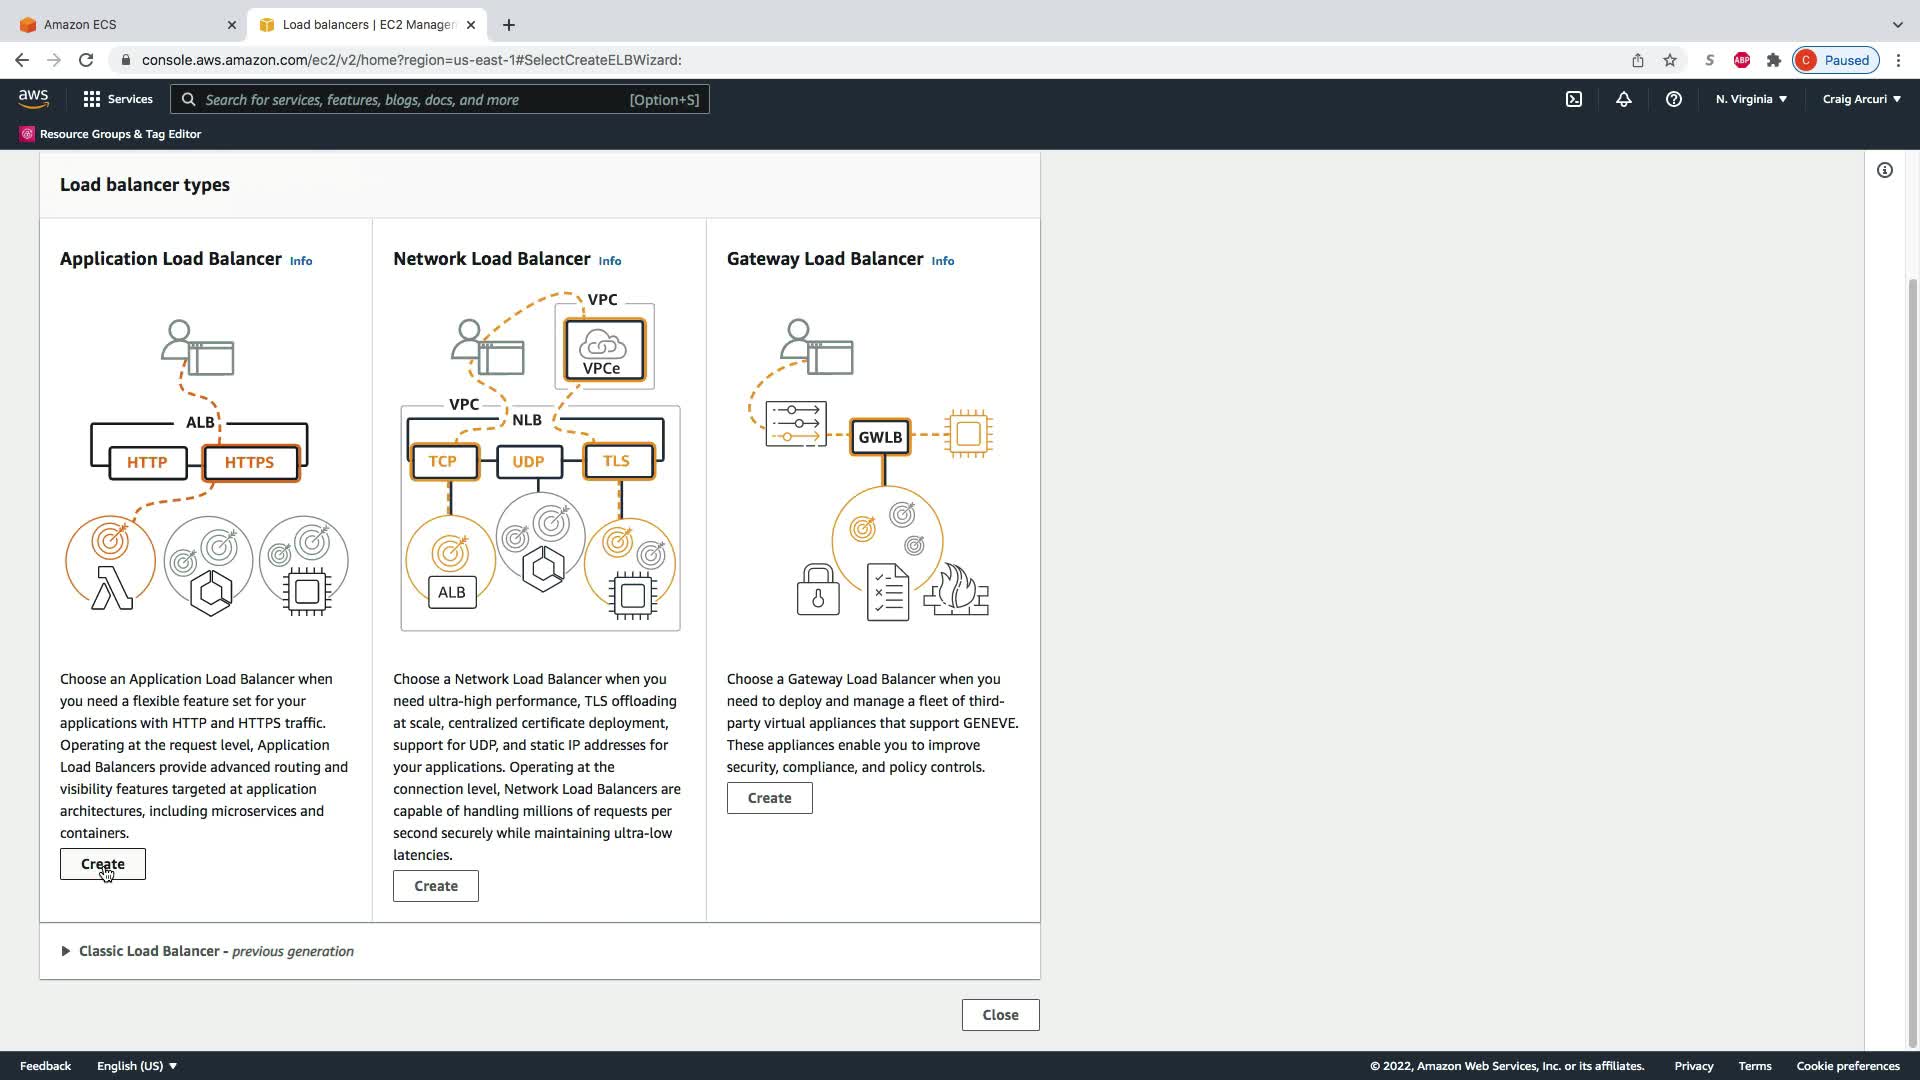 Amazon ECS
Load balancers | EC2 Manager
console.aws.amazon.com/ec2/v2/home?region=us-east-1#SelectCreateELBWizard:
S
ABP
C Paused
aws
Services
Search for services, features, blogs, docs, and more [Option+S]
N. Virginia
Craig Arcuri
Resource Groups & Tag Editor
Load balancer types
Application Load Balancer Info
ALB
HTTP
HTTPS
Choose an Application Load Balancer when
you need a flexible feature set for your
applications with HTTP and HTTPS traffic.
Operating at the request level, Application
Load Balancers provide advanced routing and
visibility features targeted at application
architectures, including microservices and
containers.
Create
Network Load Balancer Info
VPC
VPCe
VPC
NLB
TCP
UDP
TLS
ALB
Choose a Network Load Balancer when you
need ultra-high performance, TLS offloading
at scale, centralized certificate deployment,
support for UDP, and static IP addresses for
your applications. Operating at the
connection level, Network Load Balancers are
capable of handling millions of requests per
second securely while maintaining ultra-low
latencies.
Create
Gateway Load Balancer Info
GWLB
Choose a Gateway Load Balancer when you
need to deploy and manage a fleet of third-
party virtual appliances that support GENEVE.
These appliances enable you to improve
security, compliance, and policy controls.
Create
Classic Load Balancer - previous generation
Close
Feedback
English (US)
© 2022, Amazon Web Services, Inc. or its affiliates.
Privacy
Terms
Cookie preferences